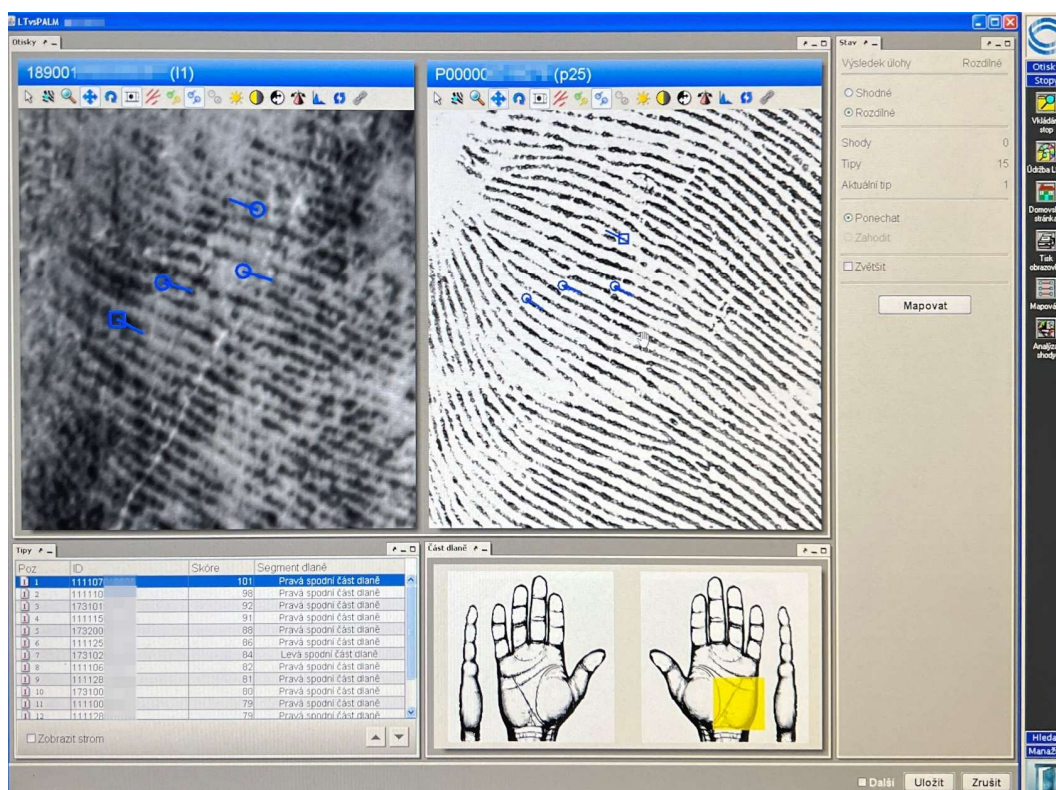 LTvsPALM
Otisky
189001 (l1)
P00000 (p25)
Tipy
Poz ID Skóre Segment dlaně
1 111107 101 Pravá spodní část dlaně
2 111110 98 Pravá spodní část dlaně
3 173101 92 Pravá spodní část dlaně
4 111115 91 Pravá spodní část dlaně
5 173200 88 Pravá spodní část dlaně
6 111125 86 Pravá spodní část dlaně
7 173102 84 Levá spodní část dlaně
8 111106 82 Pravá spodní část dlaně
9 111128 81 Pravá spodní část dlaně
10 173100 80 Pravá spodní část dlaně
11 111100 79 Pravá spodní část dlaně
12 111128 79 Pravá spodní část dlaně
Zobrazit strom
Část dlaně
Stav
Výsledek úlohy Rozdílné
Shodné
Rozdílné
Shody 0
Tipy 15
Aktuální tip 1
Ponechat
Zahodit
Zvětšit
Mapovat
Další Uložit Zrušit
Otisk
Stopy
Vkládán
stop
Údržba L
Domovsk
stránka
Tisk
obrazov
Mapová
Analýza
shody
Hleda
Manaž